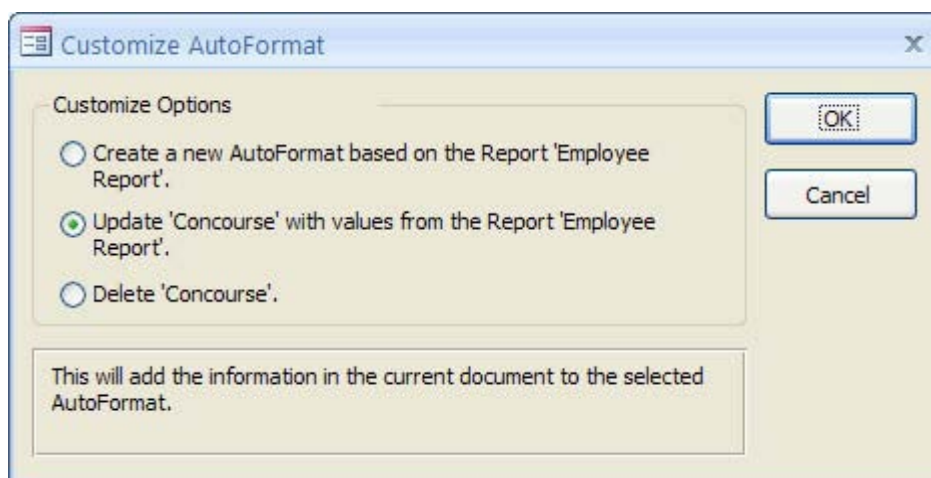 Customize AutoFormat
Customize Options
Create a new AutoFormat based on the Report 'Employee
Report'.
Update 'Concourse' with values from the Report 'Employee
Report'.
Delete 'Concourse'.
OK
Cancel
This will add the information in the current document to the selected
AutoFormat.